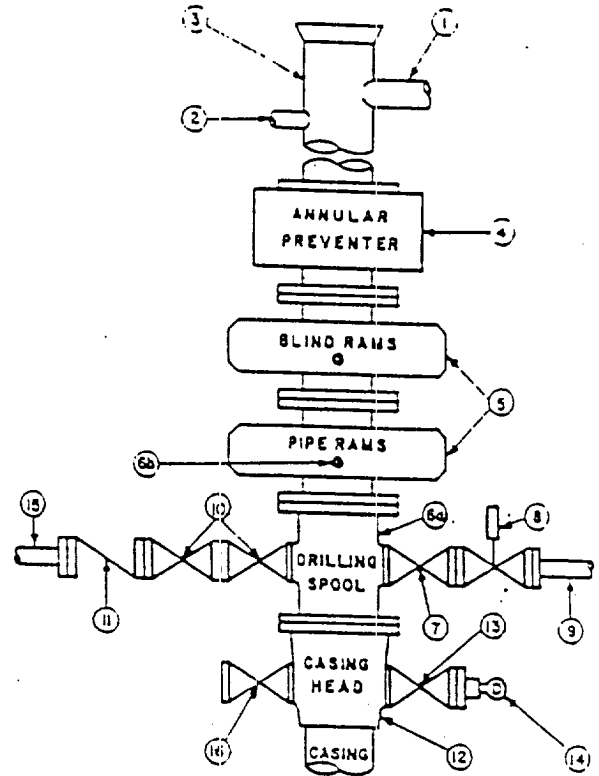 3
1
2
ANNULAR
PREVENTER
4
BLIND RAMS
5
PIPE RAMS
6b
15
10
6a
8
DRILLING
SPOOL
11
7
13
9
CASING
HEAD
16
12
14
CASING